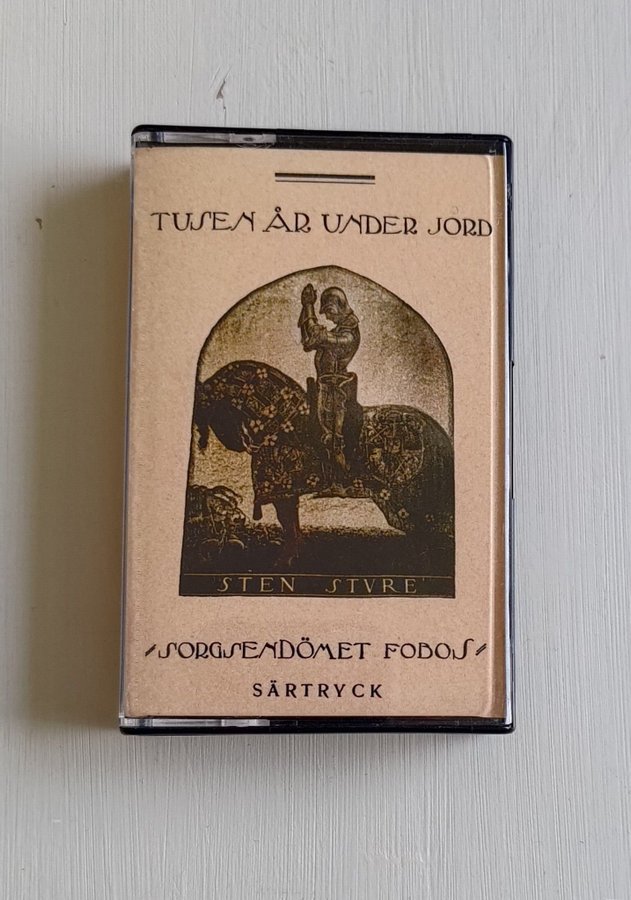 TUSEN ÅR UNDER JORD
STEN STVRE
SORGSENDÖMET FOBOS
SÄRTRYCK